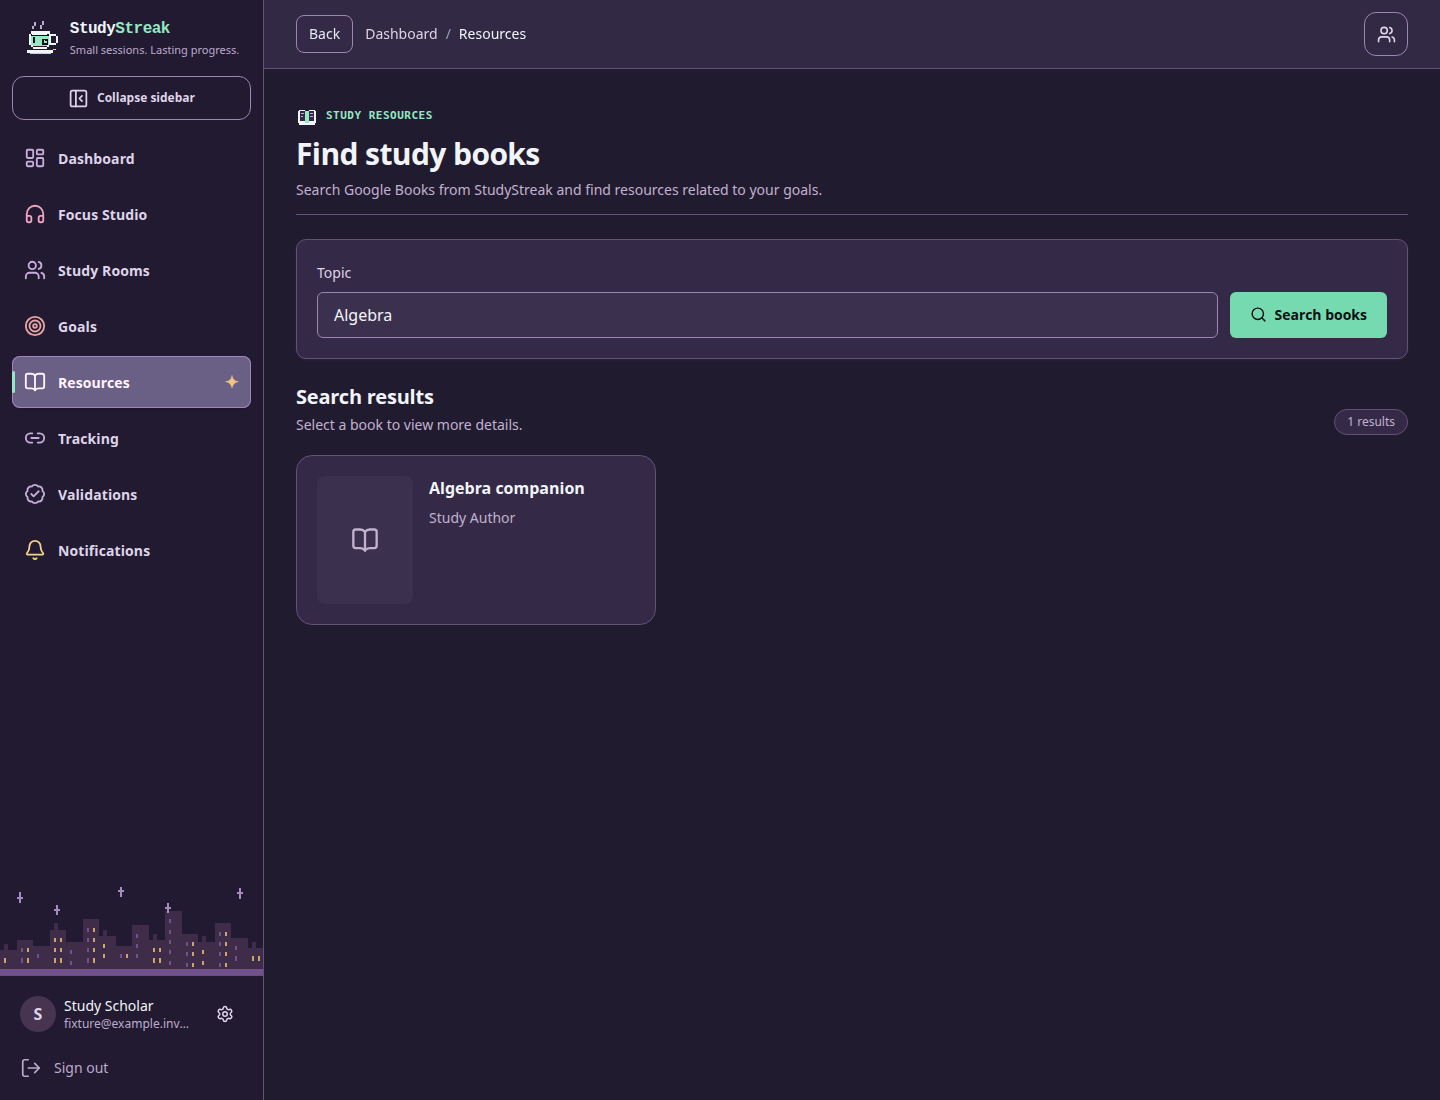 StudyStreak
Small sessions. Lasting progress.
Collapse sidebar
Dashboard
Focus Studio
Study Rooms
Goals
Resources
Tracking
Validations
Notifications
Study Scholar
S
fixture@example.inv...
Sign out
Back
Dashboard / Resources
STUDY RESOURCES
Find study books
Search Google Books from StudyStreak and find resources related to your goals.
Topic
Algebra
Search books
Search results
Select a book to view more details.
1 results
Algebra companion
Study Author